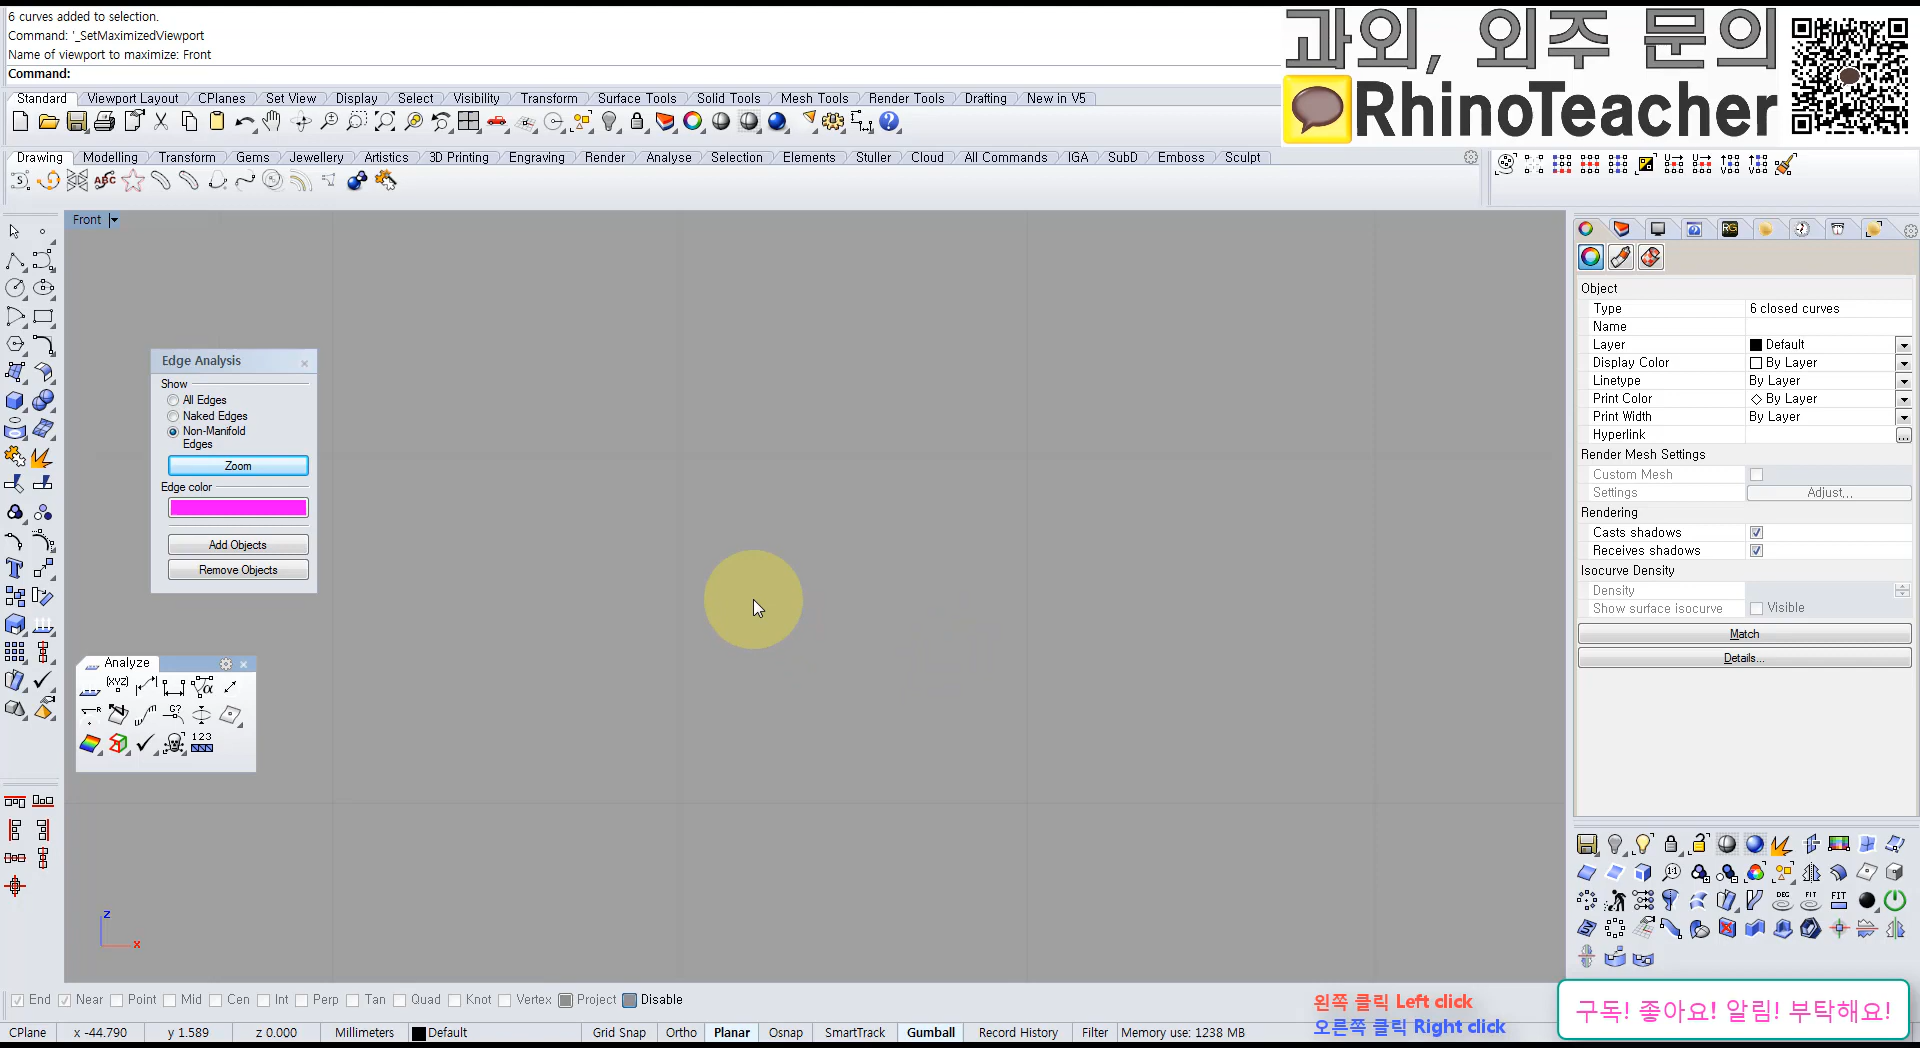 6 curves added to selection.
Command: '_SetMaximizedViewport
Name of viewport to maximize: Front
Command:
과외, 외주 문의
RhinoTeacher
Standard Viewport Layout CPlanes Set View Display Select Visibility Transform Surface Tools Solid Tools Mesh Tools Render Tools Drafting New in V5
Drawing Modelling Transform Gems Jewellery Artistics 3D Printing Engraving Render Analyse Selection Elements Stuller Cloud All Commands IGA SubD Emboss Sculpt
ABC
Front
Edge Analysis
Show
All Edges
Naked Edges
Non-Manifold
Edges
Zoom
Edge color
Add Objects
Remove Objects
Analyze
(XYZ)
G?
123
z
x
RG
Object
Type 6 closed curves
Name
Layer Default
Display Color By Layer
Linetype By Layer
Print Color By Layer
Print Width By Layer
Hyperlink ...
Render Mesh Settings
Custom Mesh
Settings Adjust...
Rendering
Casts shadows
Receives shadows
Isocurve Density
Density
Show surface isocurve Visible
Match
Details...
1:1
DEG FIT FIT
End Near Point Mid Cen Int Perp Tan Quad Knot Vertex Project Disable
왼쪽 클릭 Left click
오른쪽 클릭 Right click
구독! 좋아요! 알림! 부탁해요!
CPlane x -44.790 y 1.589 z 0.000 Millimeters Default Grid Snap Ortho Planar Osnap SmartTrack Gumball Record History Filter Memory use: 1238 MB